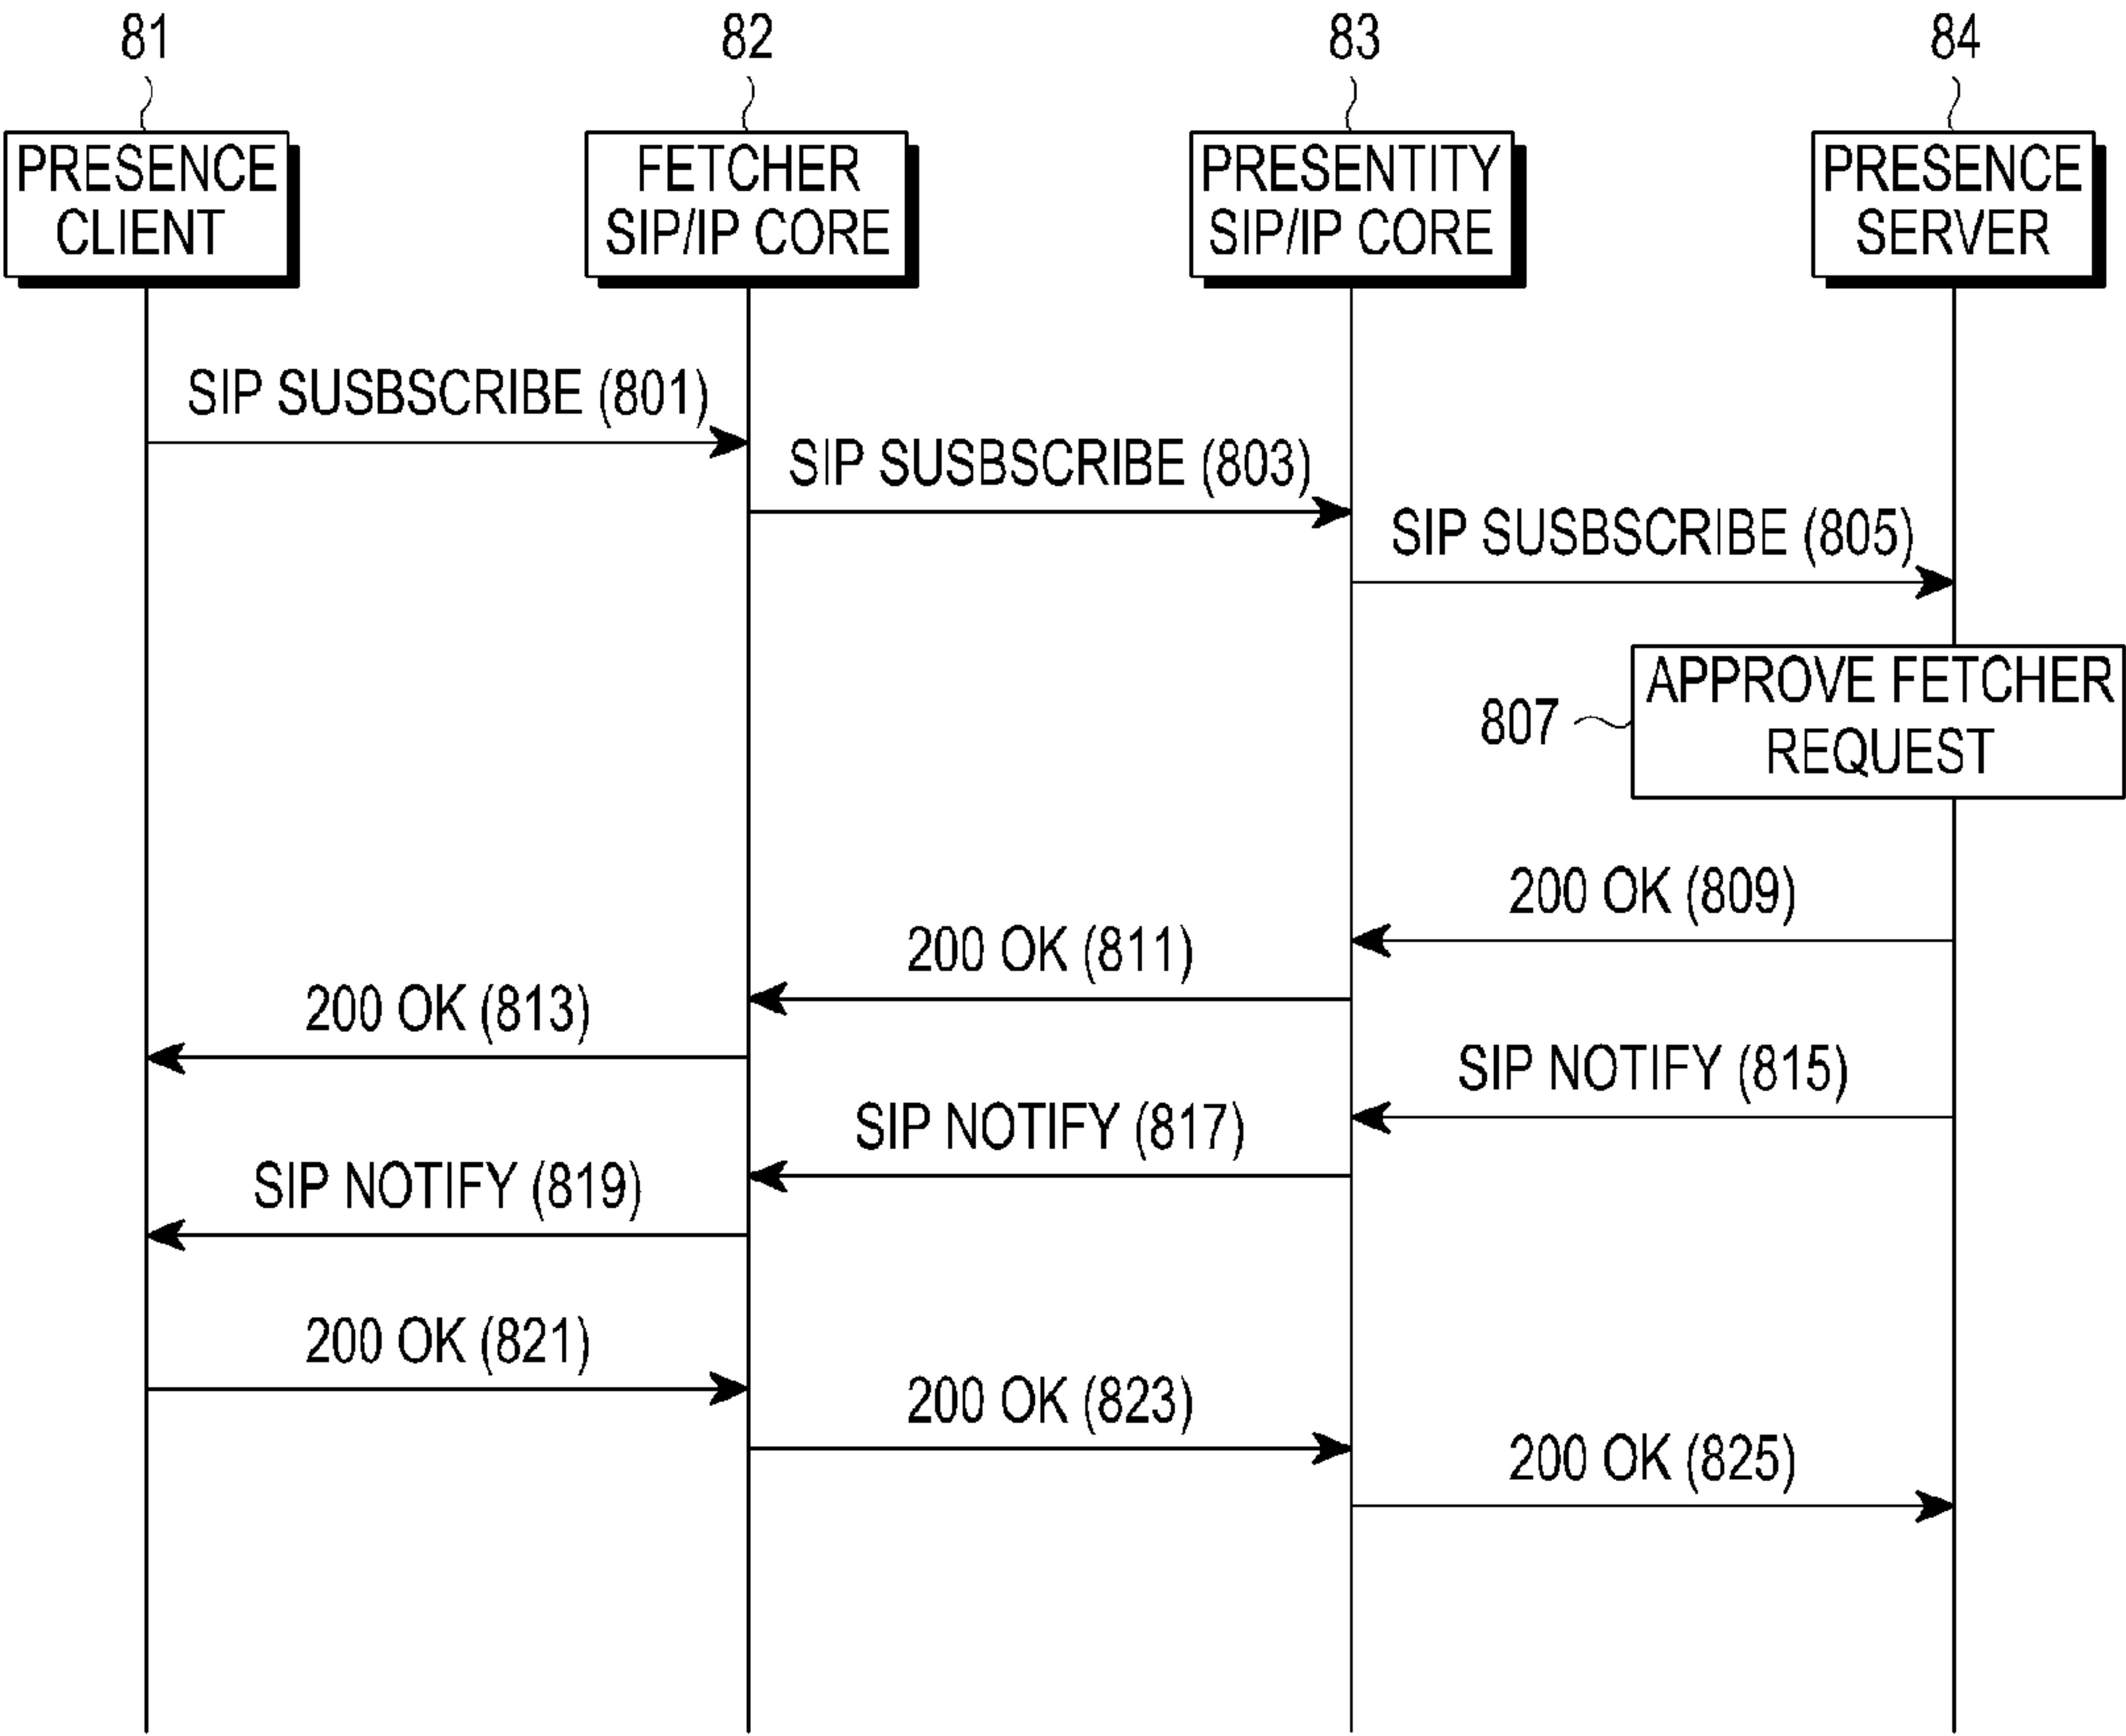 81
82
83
84
PRESENCE
CLIENT
FETCHER
SIP/IP CORE
PRESENTITY
SIP/IP CORE
PRESENCE
SERVER
SIP SUSBSCRIBE (801)
SIP SUSBSCRIBE (803)
SIP SUSBSCRIBE (805)
807
APPROVE FETCHER
REQUEST
200 OK (809)
200 OK (811)
200 OK (813)
SIP NOTIFY (815)
SIP NOTIFY (817)
SIP NOTIFY (819)
200 OK (821)
200 OK (823)
200 OK (825)